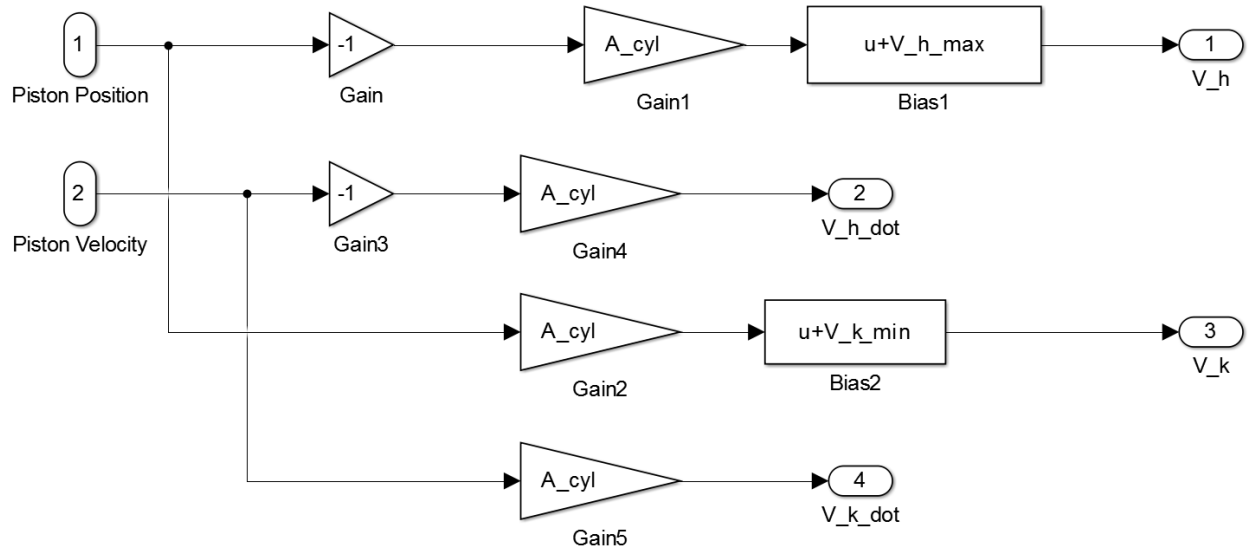 1
Piston Position
-1
Gain
A_cyl
Gain1
u+V_h_max
Bias1
1
V_h
2
Piston Velocity
-1
Gain3
A_cyl
Gain4
2
V_h_dot
A_cyl
Gain2
u+V_k_min
Bias2
3
V_k
A_cyl
Gain5
4
V_k_dot